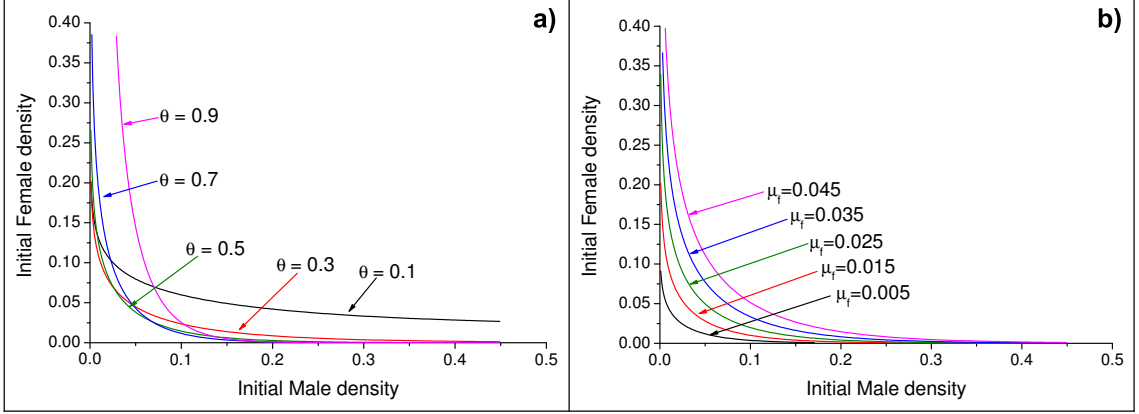 a)
0.40
0.35
0.30
0.25
0.20
0.15
0.10
0.05
0.00
Initial Female density
θ = 0.9
θ = 0.7
θ = 0.5
θ = 0.3
θ = 0.1
0.0 0.1 0.2 0.3 0.4 0.5
Initial Male density
b)
0.40
0.35
0.30
0.25
0.20
0.15
0.10
0.05
0.00
Initial Female density
μf=0.045
μf=0.035
μf=0.025
μf=0.015
μf=0.005
0.0 0.1 0.2 0.3 0.4 0.5
Initial Male density